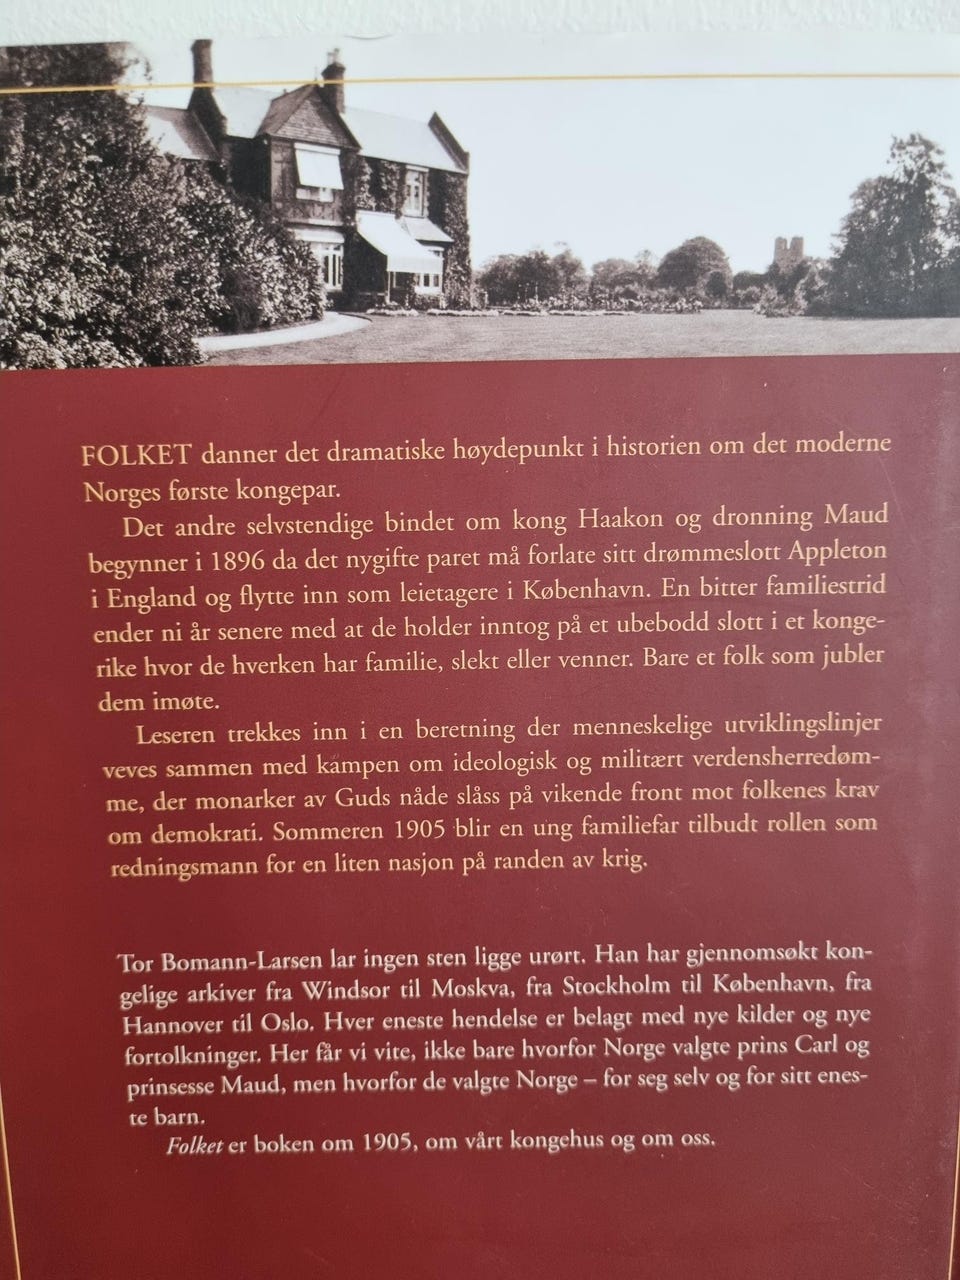 FOLKET danner det dramatiske høydepunkt i historien om det moderne
Norges første kongepar.
Det andre selvstendige bindet om kong Haakon og dronning Maud
begynner i 1896 da det nygifte paret må forlate sitt drømmeslott Appleton
i England og flytte inn som leietagere i København. En bitter familiestrid
ender ni år senere med at de holder inntog på et ubebodd slott i et konge-
rike hvor de hverken har familie, slekt eller venner. Bare et folk som jubler
dem imøte.
Leseren trekkes inn i en beretning der menneskelige utviklingslinjer
veves sammen med kampen om ideologisk og militært verdensherredøm-
me, der monarker av Guds nåde slåss på vikende front mot folkenes krav
om demokrati. Sommeren 1905 blir en ung familiefar tilbudt rollen som
redningsmann for en liten nasjon på randen av krig.
Tor Bomann-Larsen lar ingen sten ligge urørt. Han har gjennomsøkt kon-
gelige arkiver fra Windsor til Moskva, fra Stockholm til København, fra
Hannover til Oslo. Hver eneste hendelse er belagt med nye kilder og nye
fortolkninger. Her får vi vite, ikke bare hvorfor Norge valgte prins Carl og
prinsesse Maud, men hvorfor de valgte Norge – for seg selv og for sitt enes-
te barn.
Folket er boken om 1905, om vårt kongehus og om oss.